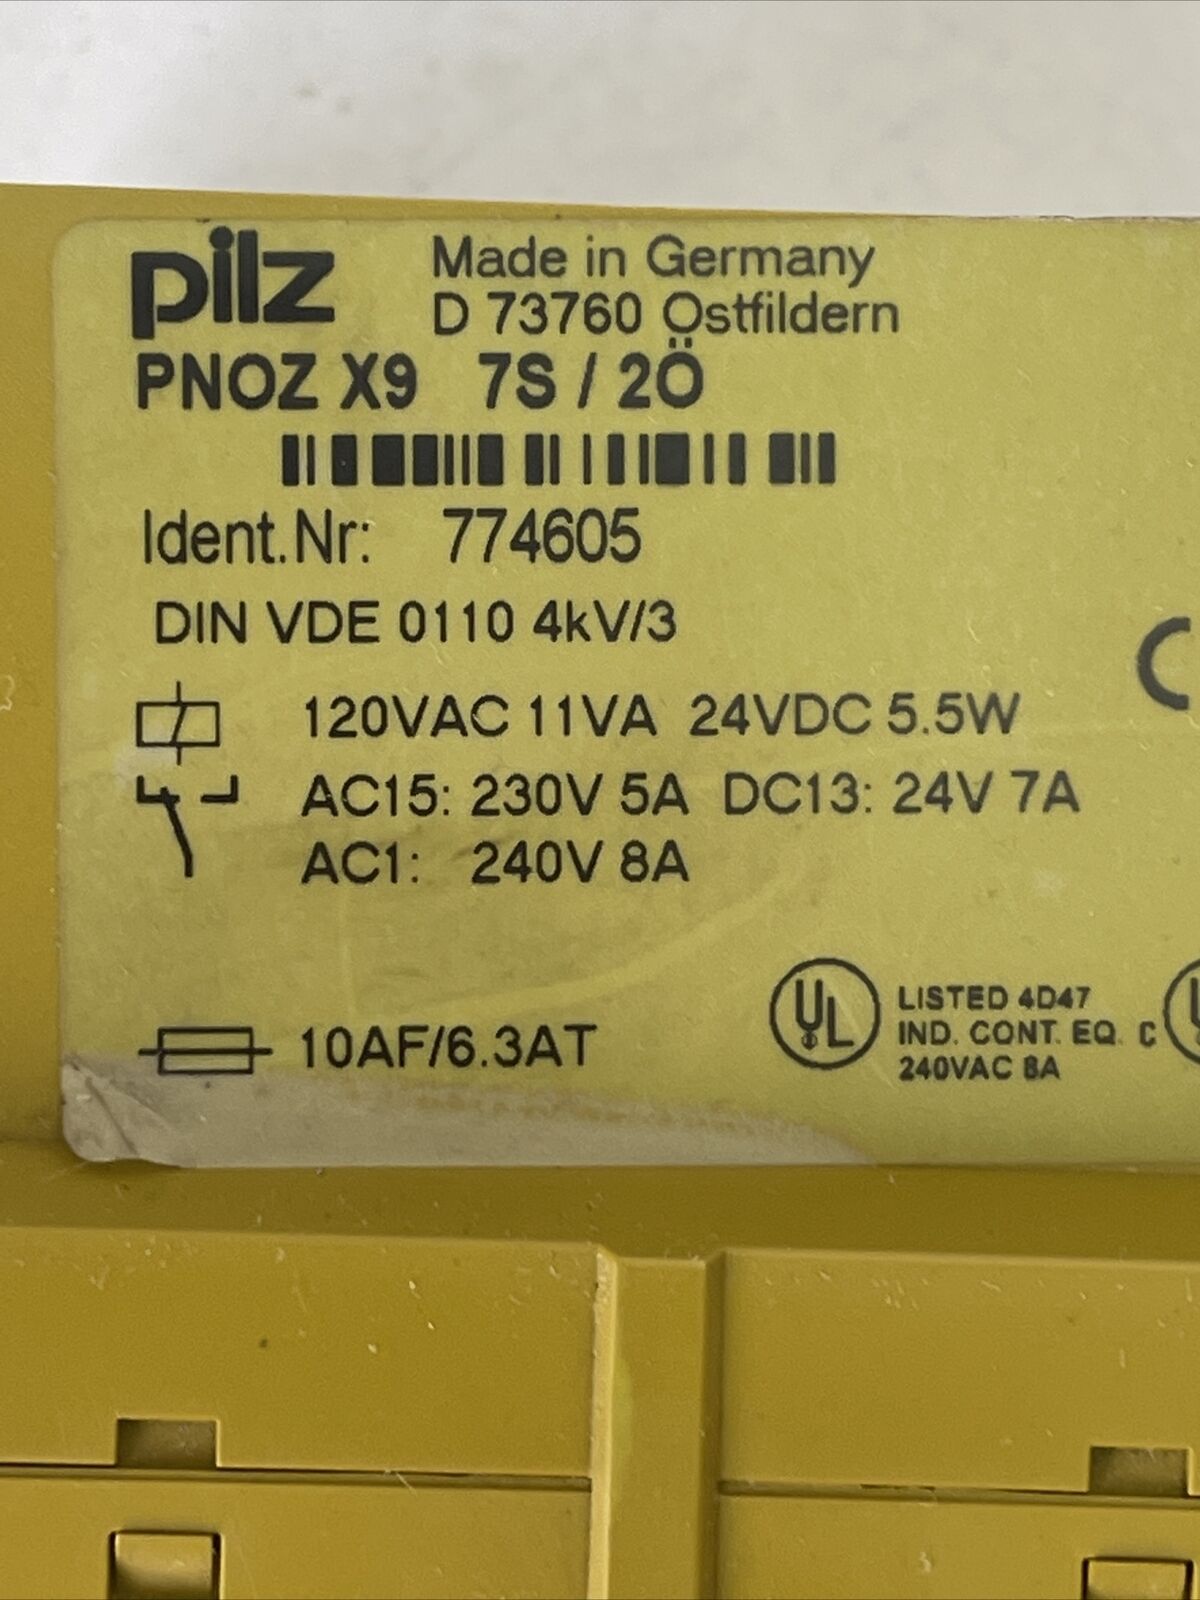 pilz
Made in Germany
D 73760 Ostfildern
PNOZ X9 7S / 2Ö
Ident.Nr: 774605
DIN VDE 0110 4kV/3
120VAC 11VA 24VDC 5.5W
AC15: 230V 5A DC13: 24V 7A
AC1: 240V 8A
10AF/6.3AT
UL
LISTED 4D47
IND. CONT. EQ.
240VAC 8A
C